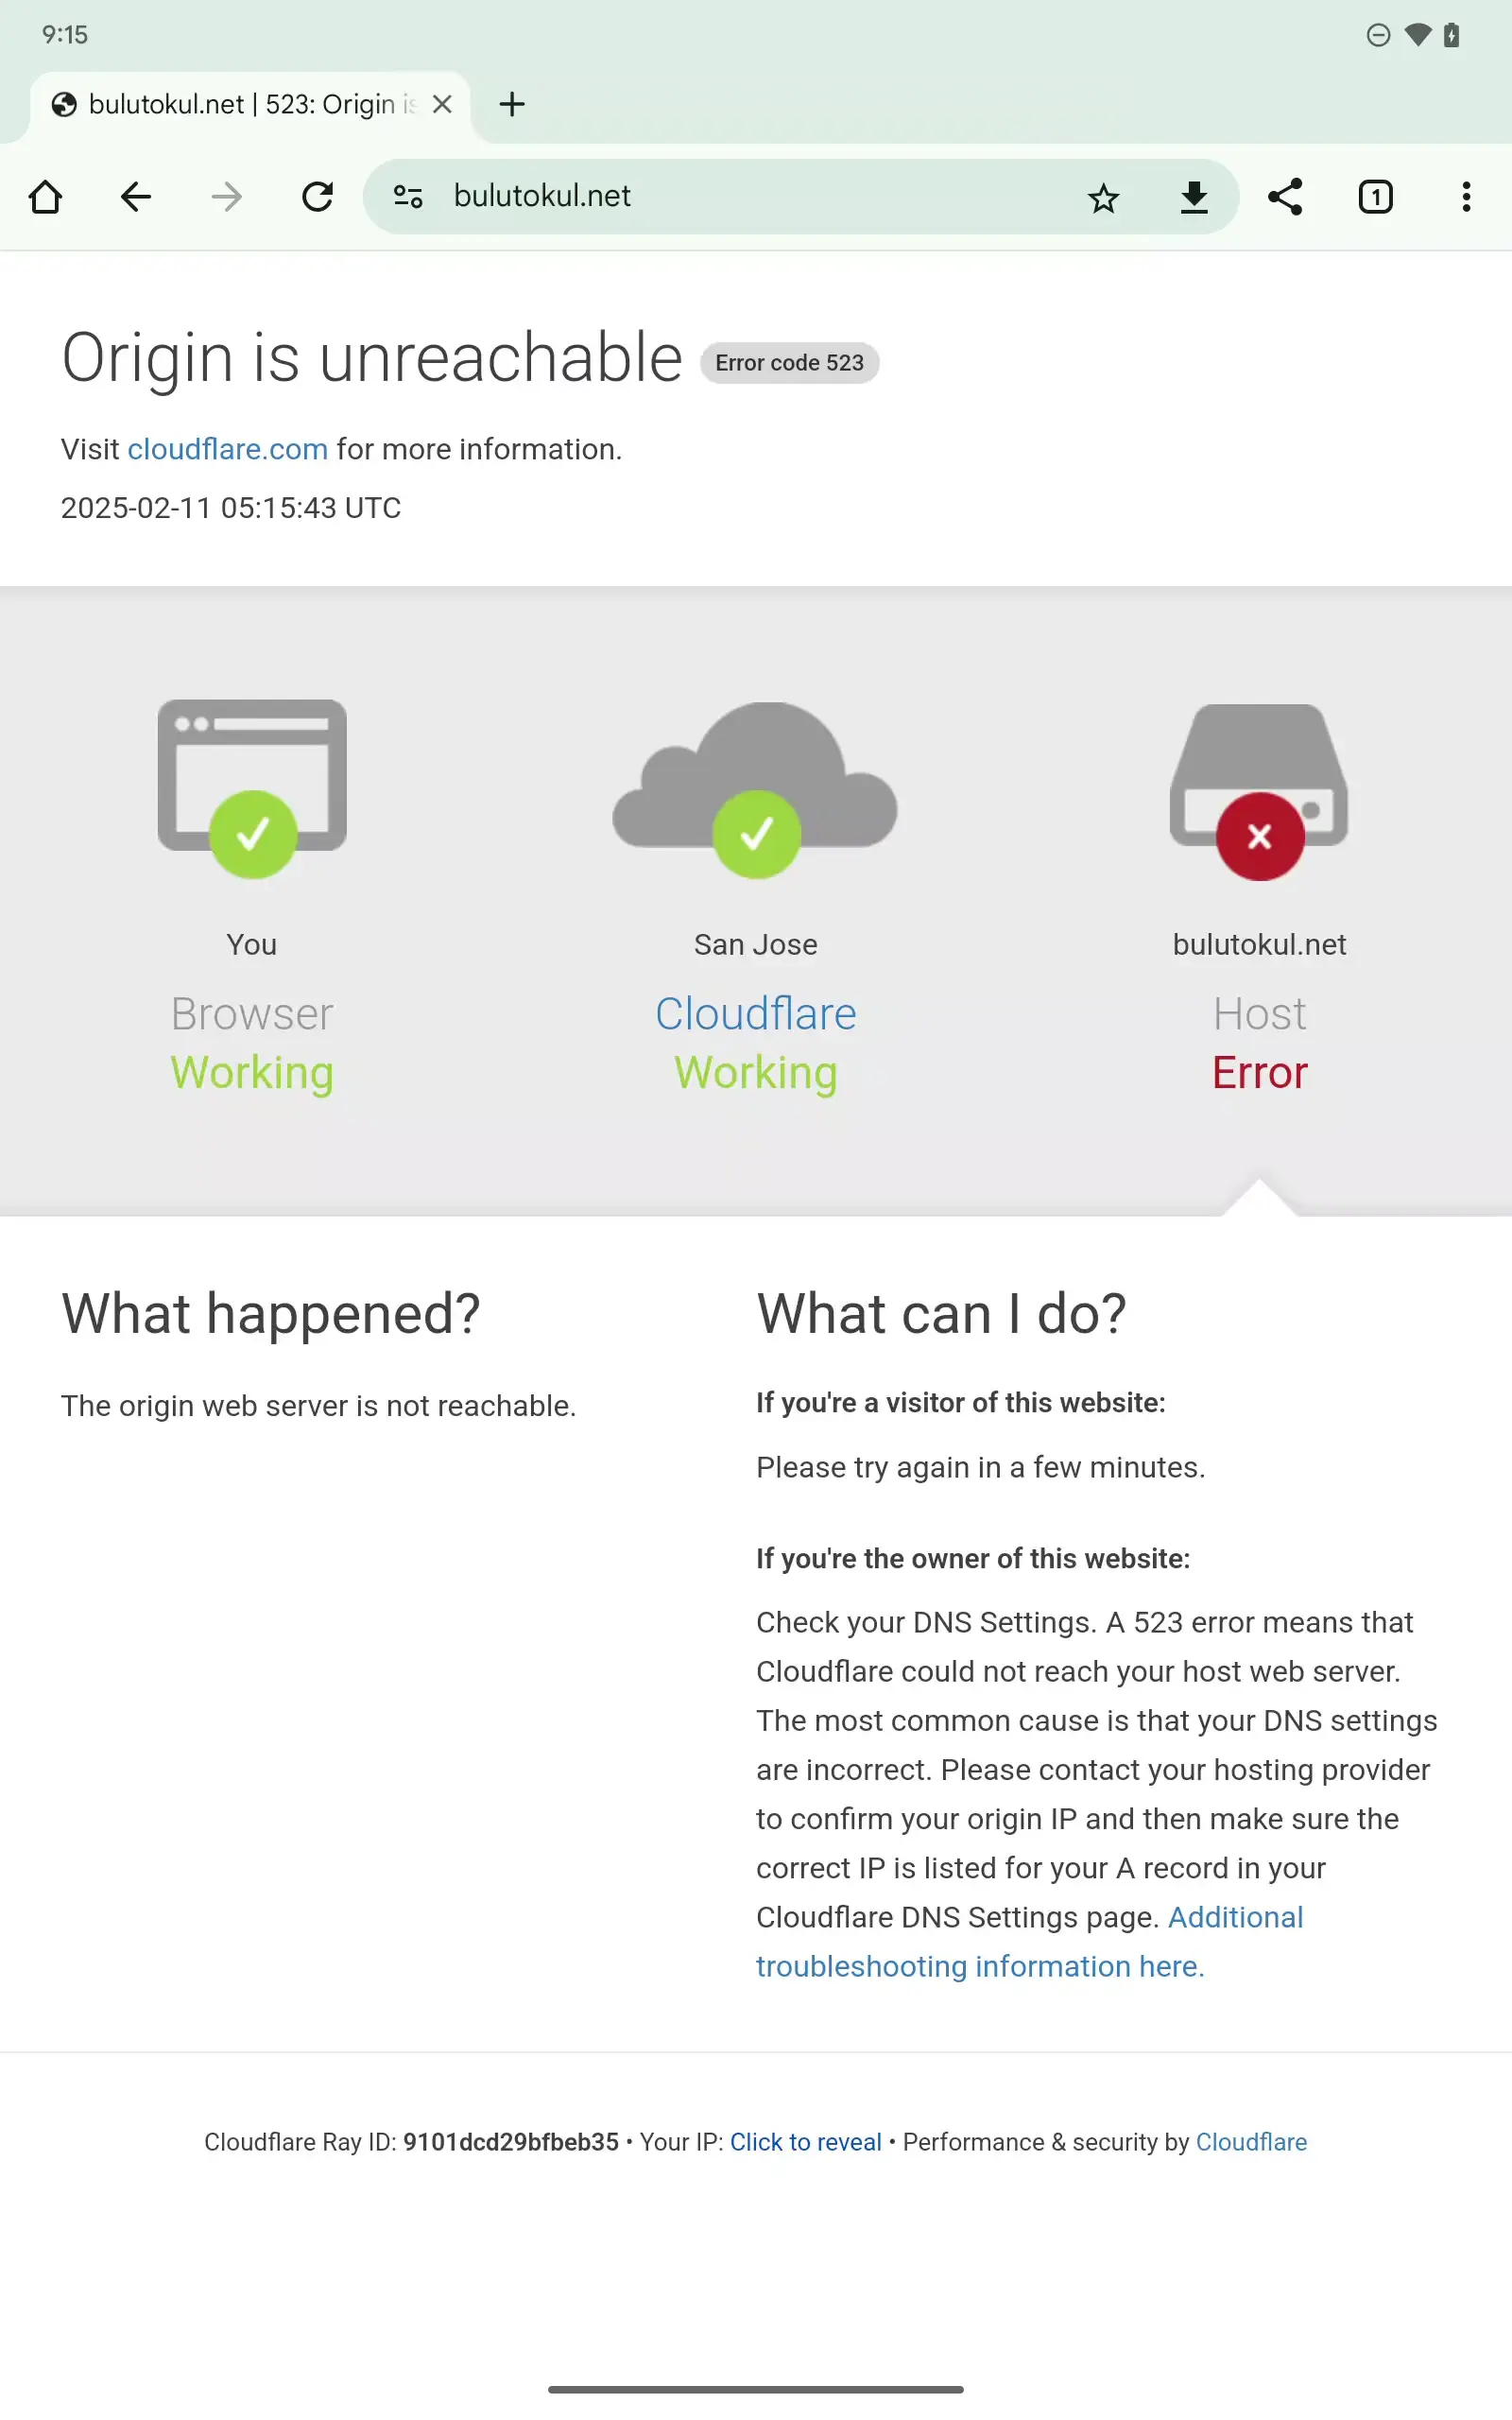 9:15
bulutokul.net | 523: Origin is
bulutokul.net
1
Origin is unreachable Error code 523
Visit cloudflare.com for more information.
2025-02-11 05:15:43 UTC
You
Browser
Working
San Jose
Cloudflare
Working
bulutokul.net
Host
Error
What happened?
The origin web server is not reachable.
What can I do?
If you're a visitor of this website:
Please try again in a few minutes.
If you're the owner of this website:
Check your DNS Settings. A 523 error means that
Cloudflare could not reach your host web server.
The most common cause is that your DNS settings
are incorrect. Please contact your hosting provider
to confirm your origin IP and then make sure the
correct IP is listed for your A record in your
Cloudflare DNS Settings page. Additional
troubleshooting information here.
Cloudflare Ray ID: 9101dcd29bfbeb35 • Your IP: Click to reveal • Performance & security by Cloudflare